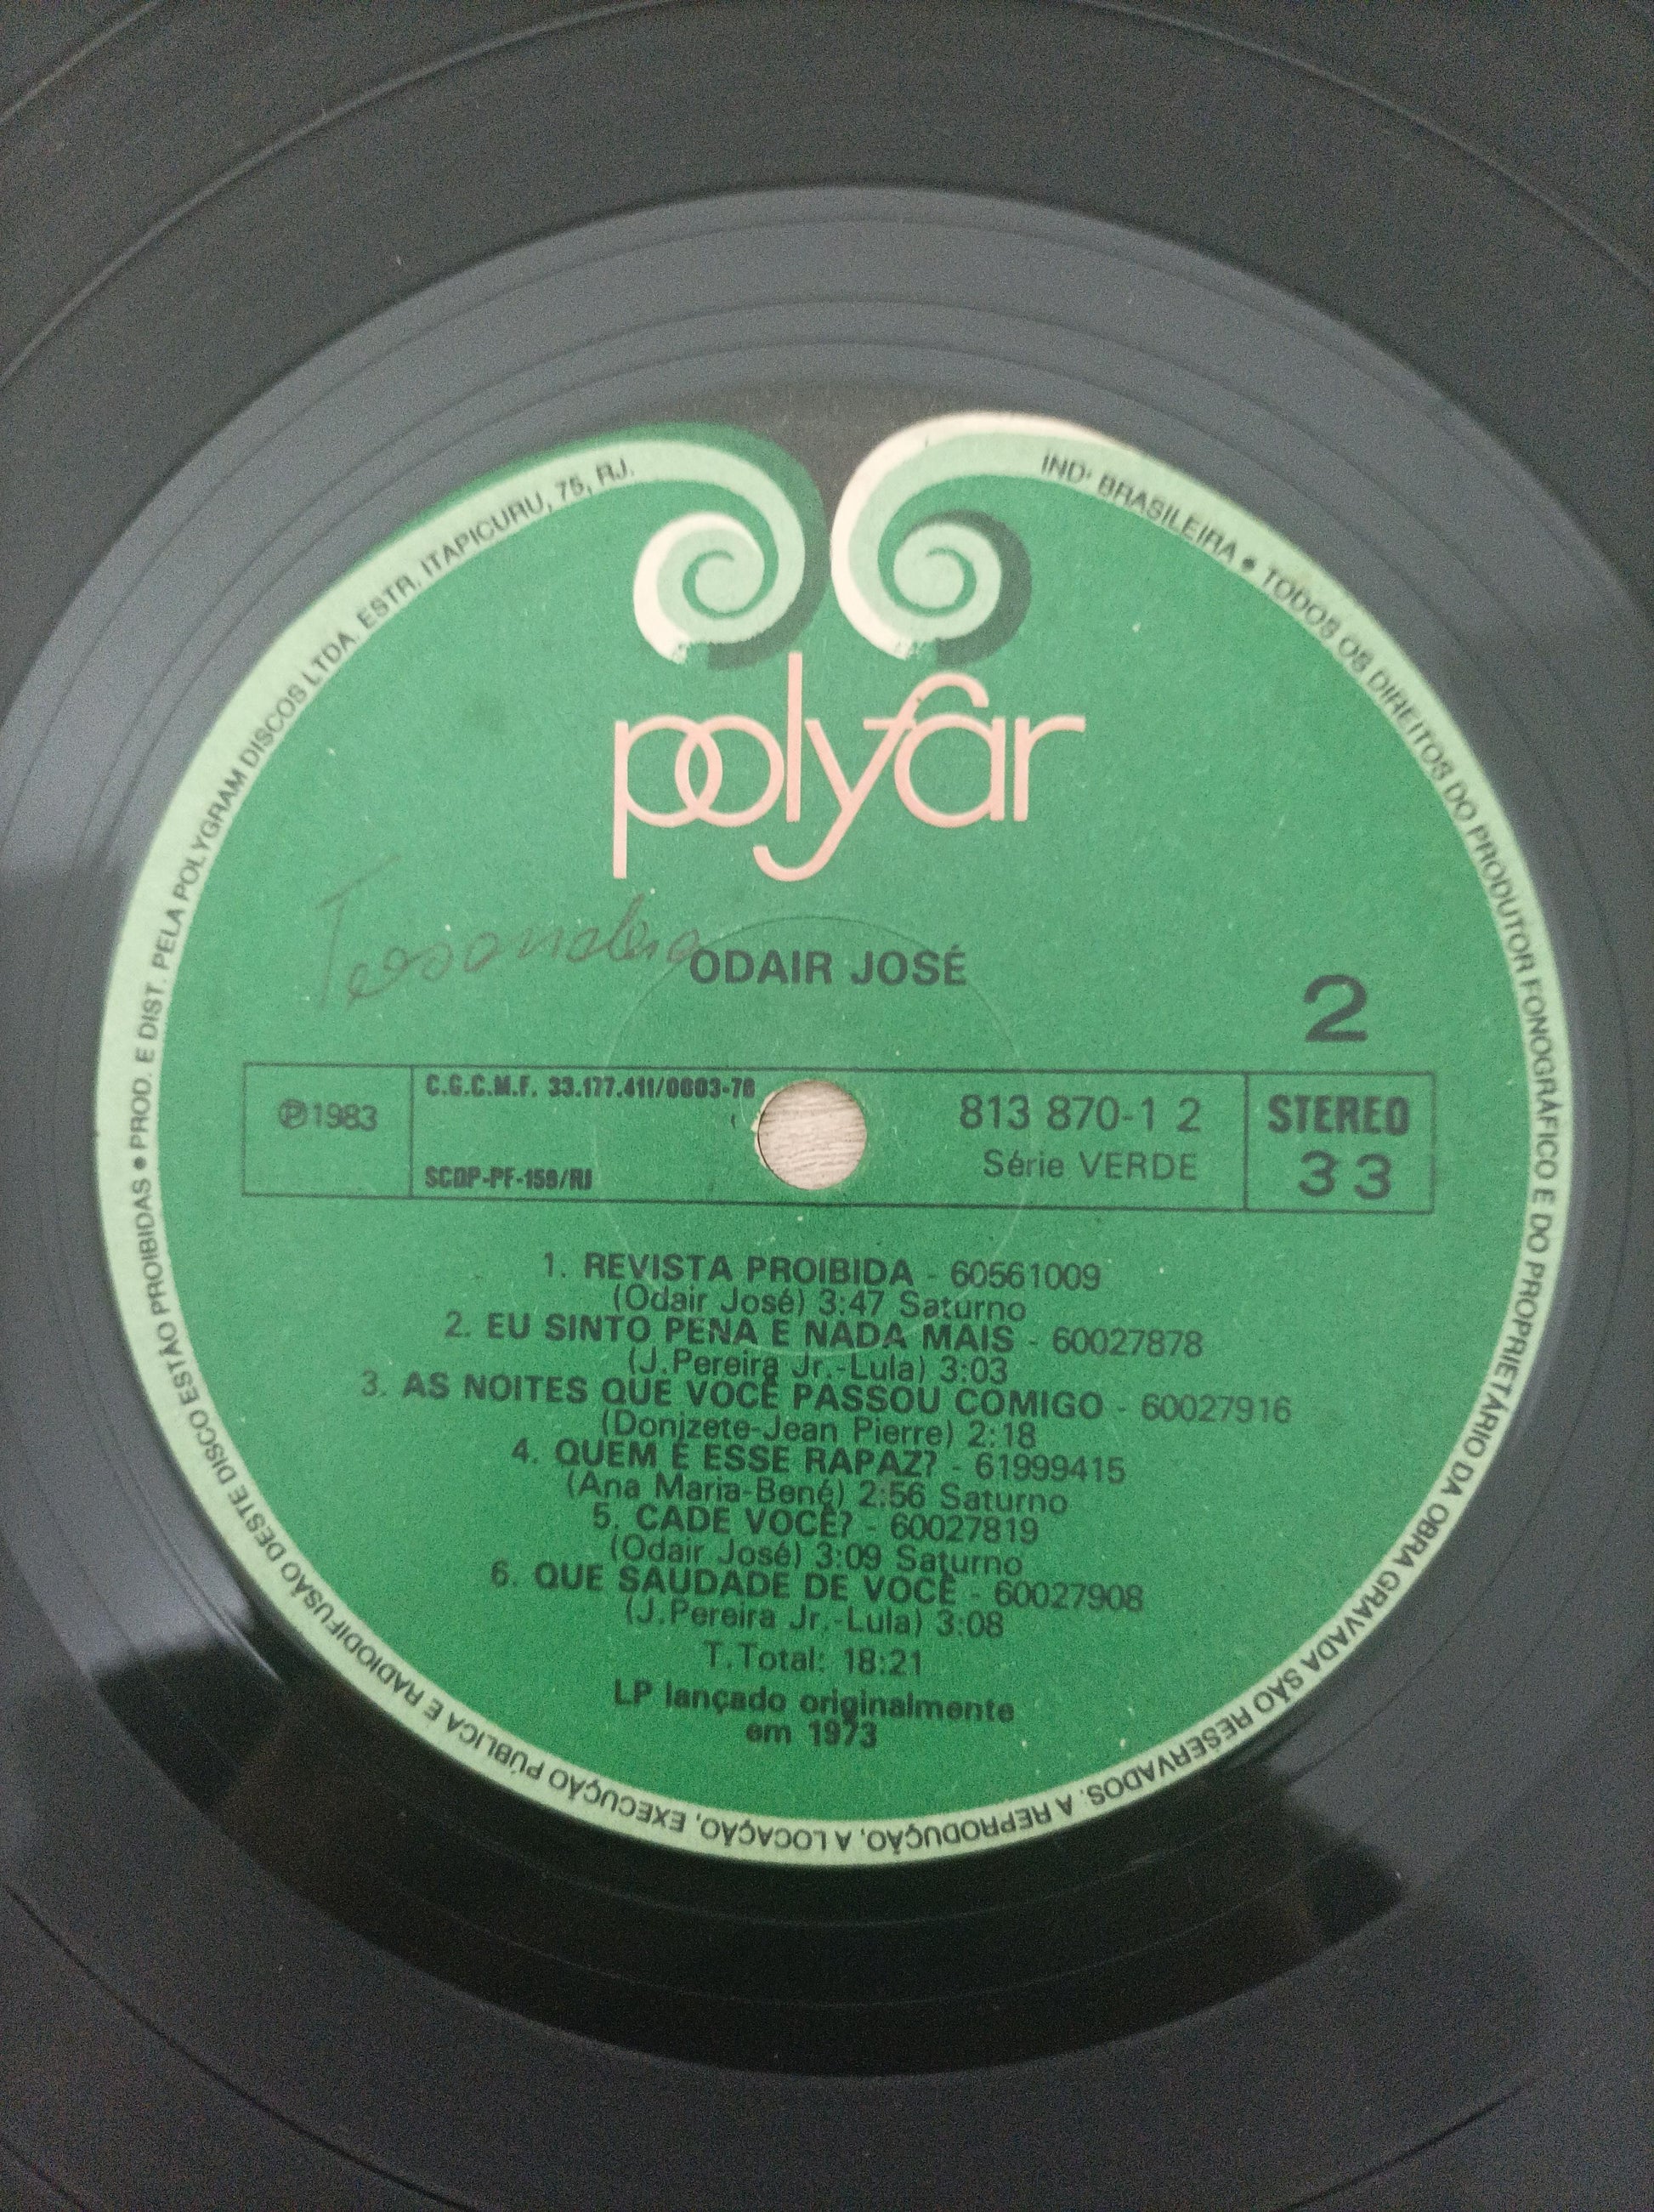 IND. BRASILEIRA • TODOS OS DIREITOS DO PRODUTOR FONOGRÁFICO E DO PROPRIETÁRIO DA OBRA GRAVADA SÃO RESERVADOS. A REPRODUÇÃO, A LOCAÇÃO, EXECUÇÃO PÚBLICA E RADIODIFUSÃO DESTE DISCO ESTÃO PROIBIDAS • PROD. E DIST. PELA POLYGRAM DISCOS LTDA. ESTR. ITAPICURU, 75, RJ.
polyfar
ODAIR JOSÉ
2
℗1983
C.G.C.M.F. 33.177.411/0003-76
SCDP-PF-159/RJ
813 870-1 2
Série VERDE
STEREO
33
1. REVISTA PROIBIDA - 60561009
(Odair José) 3:47 Saturno
2. EU SINTO PENA E NADA MAIS - 60027878
(J.Pereira Jr.-Lula) 3:03
3. AS NOITES QUE VOCÊ PASSOU COMIGO - 60027916
(Donizete-Jean Pierre) 2:18
4. QUEM É ESSE RAPAZ? - 61999415
(Ana Maria-Bené) 2:56 Saturno
5. CADE VOCÊ? - 60027819
(Odair José) 3:09 Saturno
6. QUE SAUDADE DE VOCÊ - 60027908
(J.Pereira Jr.-Lula) 3:08
T.Total: 18:21
LP lançado originalmente
em 1973